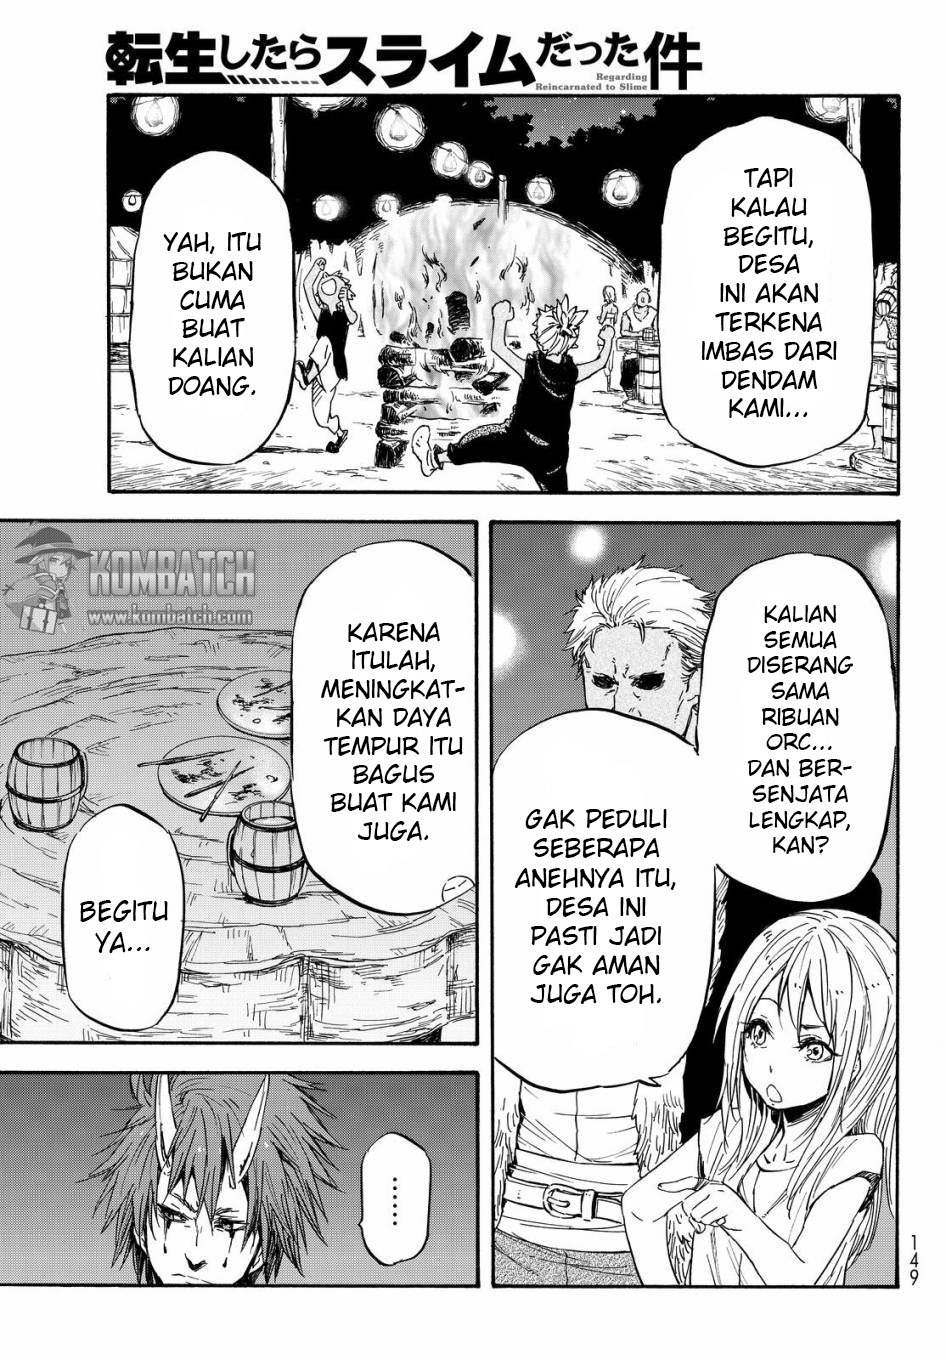 転生したらスライムだった件
Regarding
Reincarnated to Slime
TAPI
KALAU
BEGITU,
DESA
INI AKAN
TERKENA
IMBAS DARI
DENDAM
KAMI...
YAH, ITU
BUKAN
CUMA
BUAT
KALIAN
DOANG.
KALIAN
SEMUA
DISERANG
SAMA
RIBUAN
ORC...
DAN BER-
SENJATA
LENGKAP,
KAN?
GAK PEDULI
SEBERAPA
ANEHNYA ITU,
DESA INI
PASTI JADI
GAK AMAN
JUGA TOH.
KOMBATCH
www.kombatch.com
KARENA
ITULAH,
MENINGKAT-
KAN DAYA
TEMPUR ITU
BAGUS
BUAT KAMI
JUGA.
BEGITU
YA...
........
149